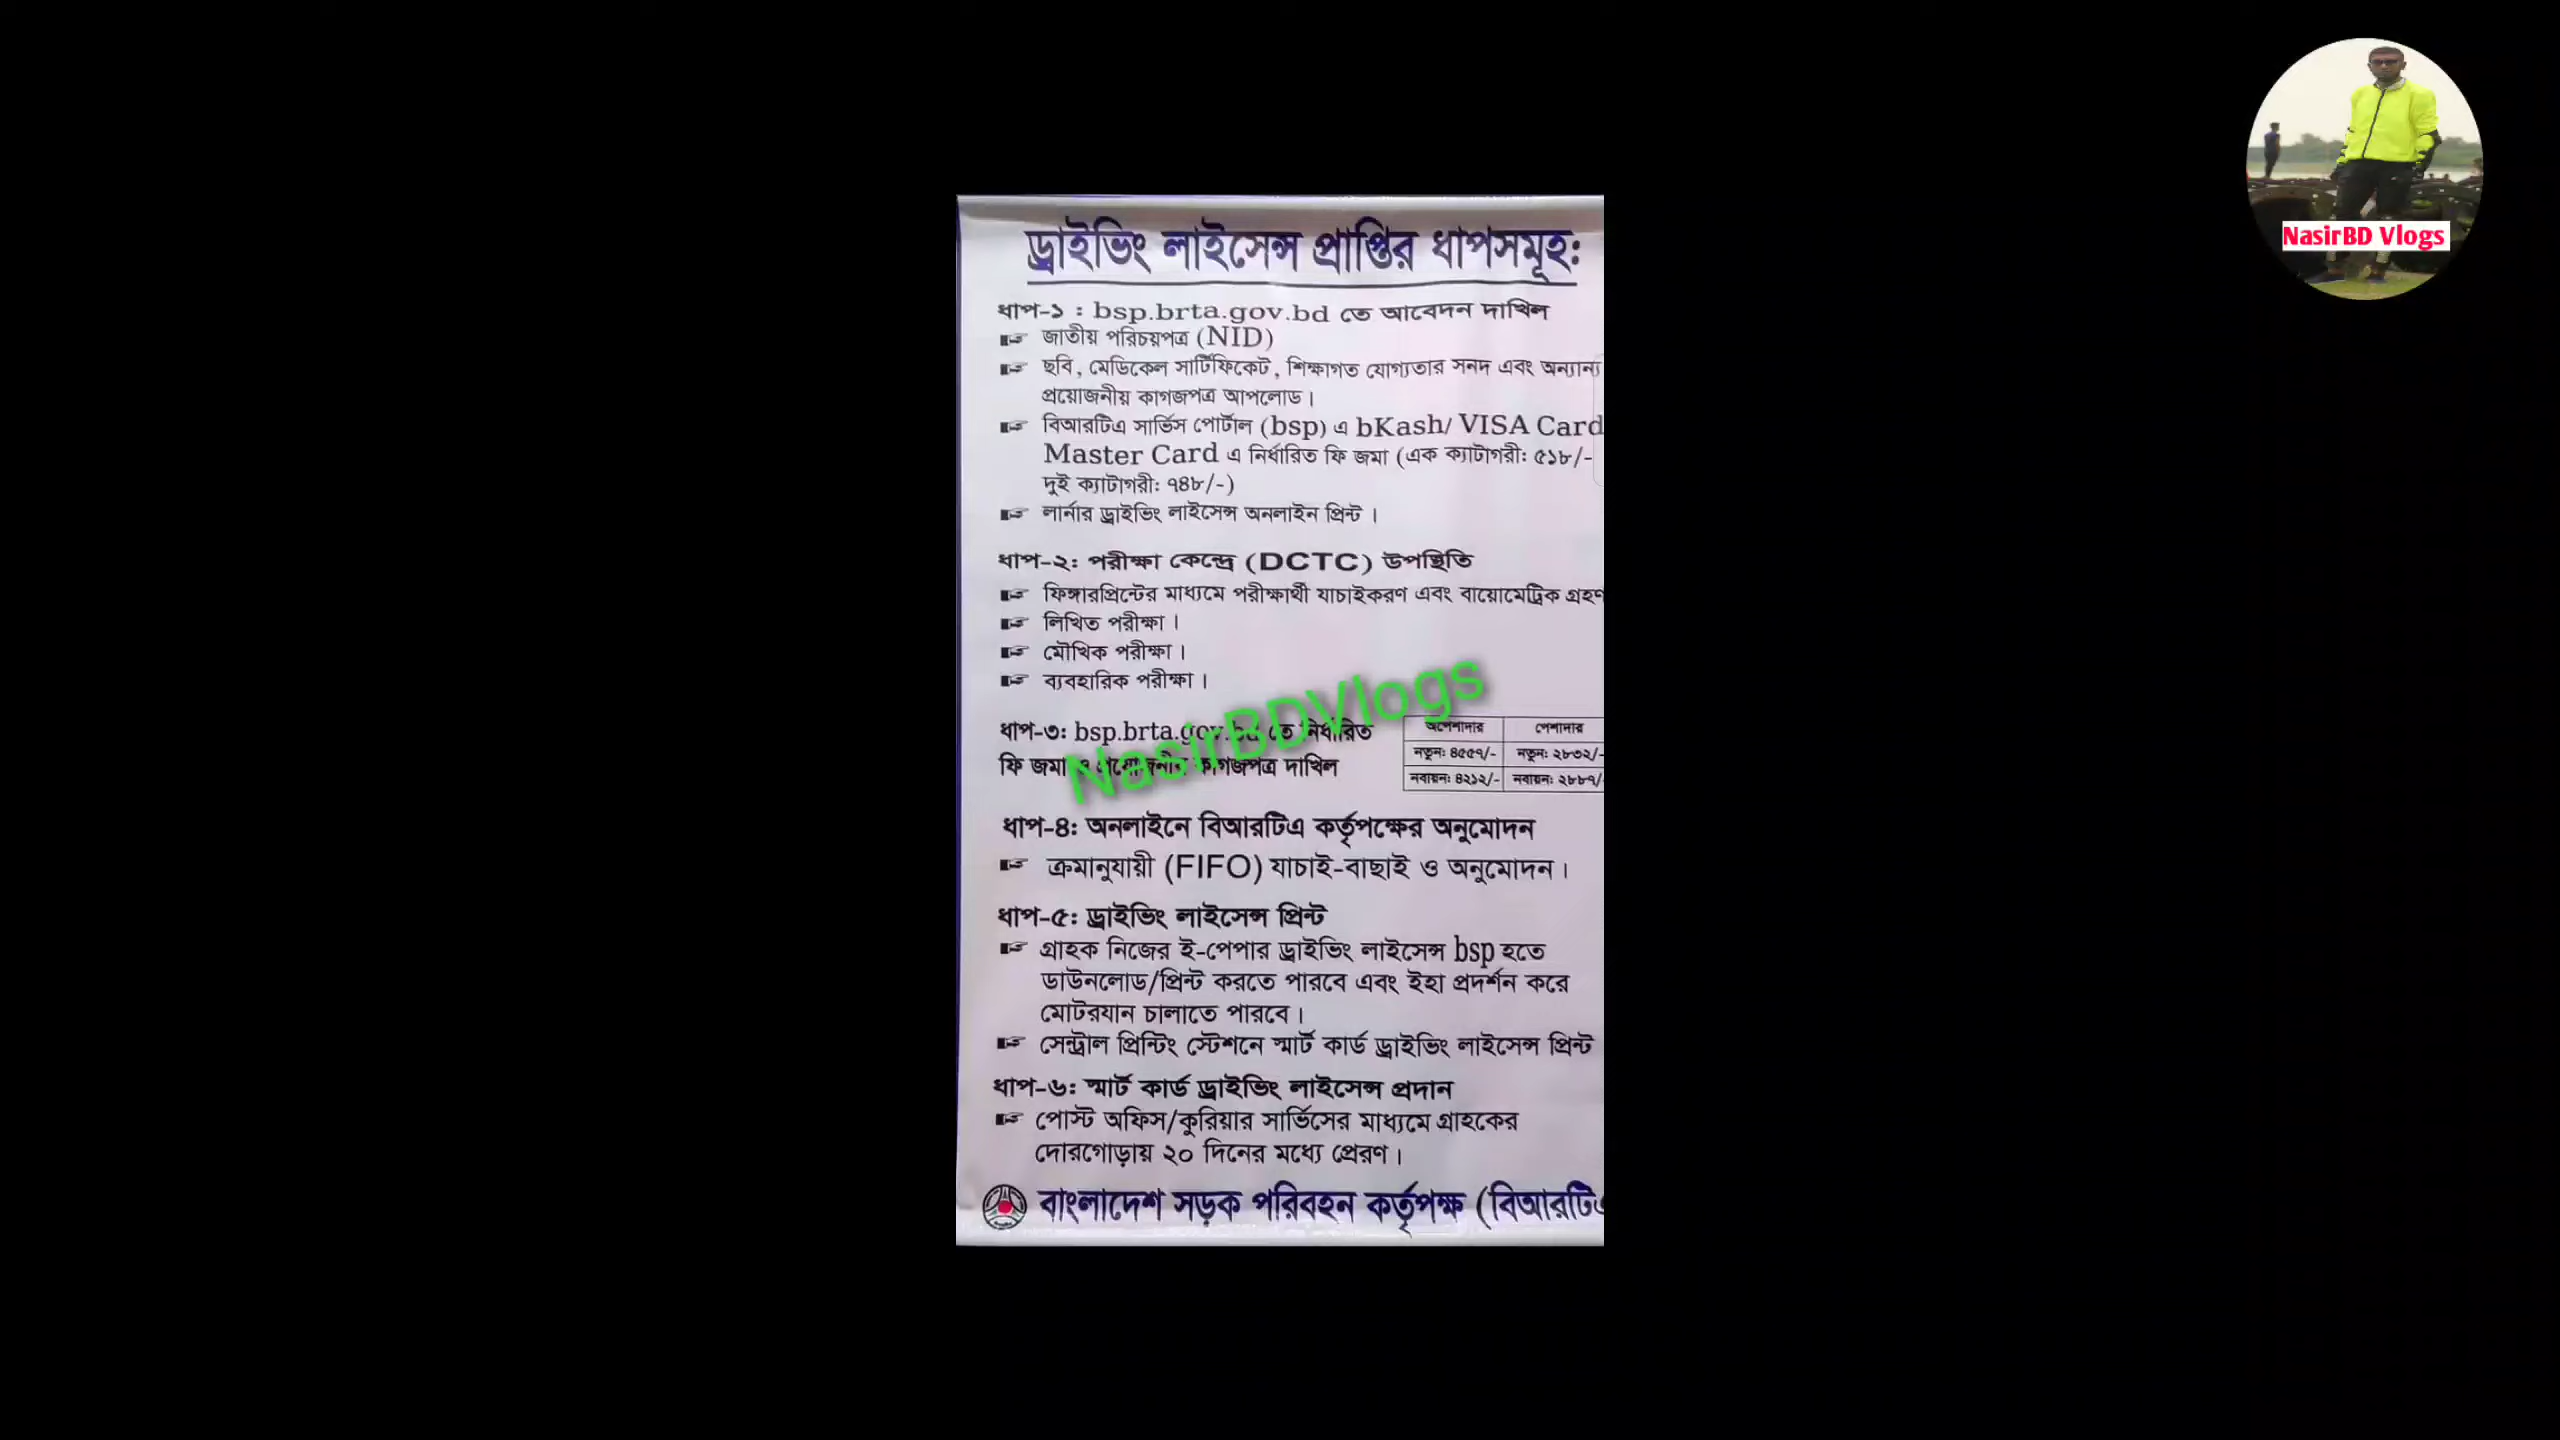 ড্রাইভিং লাইসেন্স প্রাপ্তির ধাপসমূহঃ
ধাপ-১ : bsp.brta.gov.bd তে আবেদন দাখিল
জাতীয় পরিচয়পত্র (NID)
ছবি, মেডিকেল সার্টিফিকেট, শিক্ষাগত যোগ্যতার সনদ এবং অন্যান্য
প্রয়োজনীয় কাগজপত্র আপলোড।
বিআরটিএ সার্ভিস পোর্টাল (bsp) এ bKash/ VISA Card
Master Card এ নির্ধারিত ফি জমা (এক ক্যাটাগরী: ৫১৮/-
দুই ক্যাটাগরী: ৭৪৮/-)
লার্নার ড্রাইভিং লাইসেন্স অনলাইন প্রিন্ট।
ধাপ-২ঃ পরীক্ষা কেন্দ্রে (DCTC) উপস্থিতি
ফিঙ্গারপ্রিন্টের মাধ্যমে পরীক্ষার্থী যাচাইকরণ এবং বায়োমেট্রিক গ্রহণ
লিখিত পরীক্ষা।
মৌখিক পরীক্ষা।
ব্যবহারিক পরীক্ষা।
ধাপ-৩ঃ bsp.brta.gov.bd তে নির্ধারিত
ফি জমা ও প্রয়োজনীয় কাগজপত্র দাখিল
অপেশাদার পেশাদার
নতুনঃ ৪৫৫৭/- নতুনঃ ২৮৩২/-
নবায়নঃ ৪২১২/- নবায়নঃ ২৮৮৭/-
NasirBDVlogs
ধাপ-৪ঃ অনলাইনে বিআরটিএ কর্তৃপক্ষের অনুমোদন
ক্রমানুযায়ী (FIFO) যাচাই-বাছাই ও অনুমোদন।
ধাপ-৫ঃ ড্রাইভিং লাইসেন্স প্রিন্ট
গ্রাহক নিজের ই-পেপার ড্রাইভিং লাইসেন্স bsp হতে
ডাউনলোড/প্রিন্ট করতে পারবে এবং ইহা প্রদর্শন করে
মোটরযান চালাতে পারবে।
সেন্ট্রাল প্রিন্টিং স্টেশনে স্মার্ট কার্ড ড্রাইভিং লাইসেন্স প্রিন্ট
ধাপ-৬ঃ স্মার্ট কার্ড ড্রাইভিং লাইসেন্স প্রদান
পোস্ট অফিস/কুরিয়ার সার্ভিসের মাধ্যমে গ্রাহকের
দোরগোড়ায় ২০ দিনের মধ্যে প্রেরণ।
বাংলাদেশ সড়ক পরিবহন কর্তৃপক্ষ (বিআরটিএ
NasirBD Vlogs